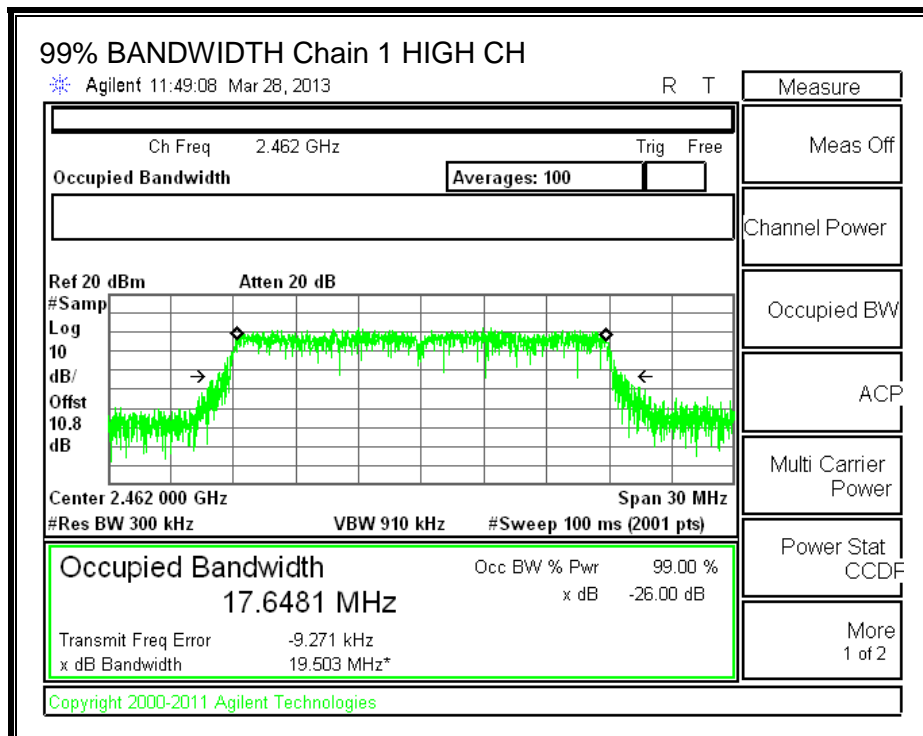 99% BANDWIDTH Chain 1 HIGH CH
Agilent 11:49:08 Mar 28, 2013 R T
Measure
Ch Freq 2.462 GHz Trig Free
Meas Off
Occupied Bandwidth Averages: 100
Channel Power
Ref 20 dBm Atten 20 dB
#Samp
Log
10
dB/
Offst
10.8
dB
Occupied BW
ACP
Multi Carrier
Power
Center 2.462 000 GHz Span 30 MHz
#Res BW 300 kHz VBW 910 kHz #Sweep 100 ms (2001 pts)
Power Stat
CCDF
Occupied Bandwidth Occ BW % Pwr 99.00 %
17.6481 MHz x dB -26.00 dB
Transmit Freq Error -9.271 kHz
x dB Bandwidth 19.503 MHz*
More
1 of 2
Copyright 2000-2011 Agilent Technologies